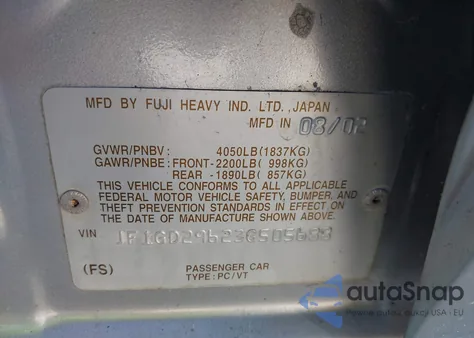 MFD BY FUJI HEAVY IND. LTD., JAPAN
MFD IN 08/02
GVWR/PNBV: 4050LB(1837KG)
GAWR/PNBE: FRONT-2200LB( 998KG)
REAR -1890LB( 857KG)
THIS VEHICLE CONFORMS TO ALL APPLICABLE
FEDERAL MOTOR VEHICLE SAFETY, BUMPER, AND
THEFT PREVENTION STANDARDS IN EFFECT ON
THE DATE OF MANUFACTURE SHOWN ABOVE.
VIN
(FS) PASSENGER CAR
TYPE: PC/VT
autoSnap
USA - EU